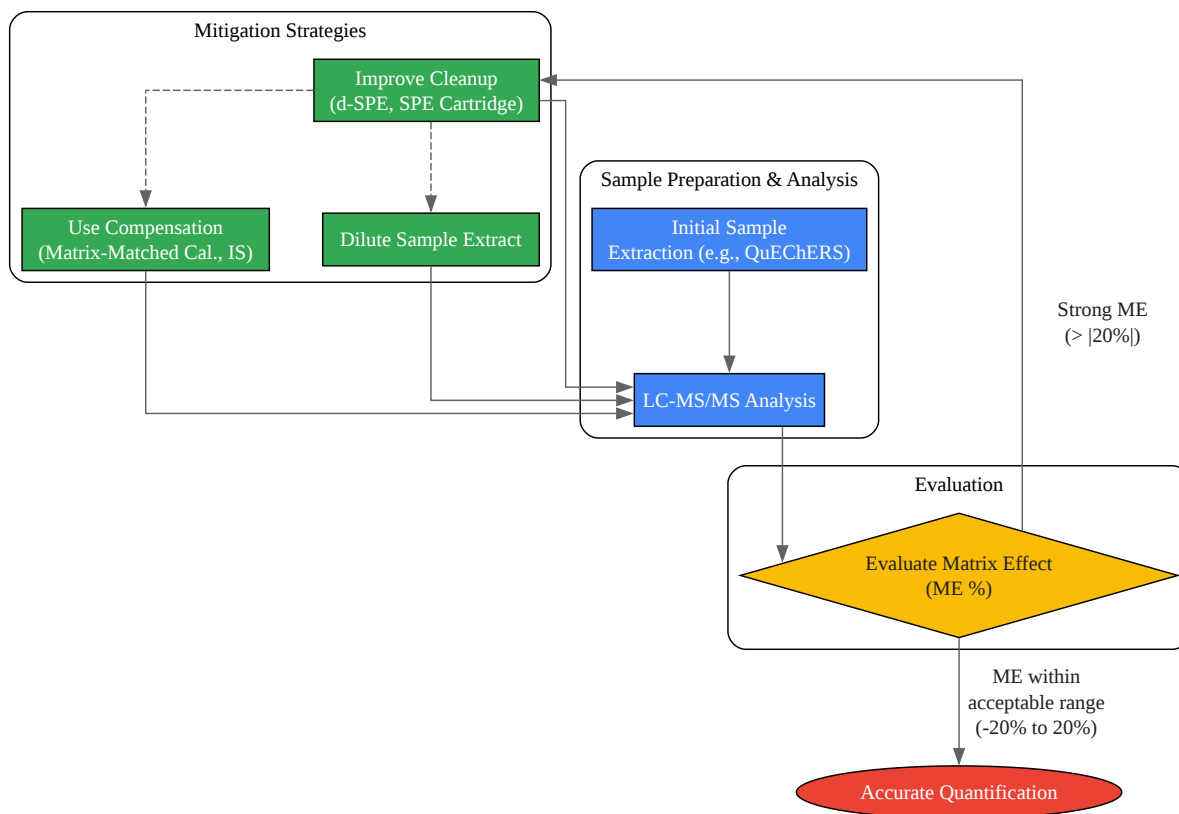 Mitigation Strategies
Improve Cleanup
(d-SPE, SPE Cartridge)
Use Compensation
(Matrix-Matched Cal., IS)
Dilute Sample Extract
Sample Preparation & Analysis
Initial Sample
Extraction (e.g., QuEChERS)
LC-MS/MS Analysis
Strong ME
(> |20%|)
Evaluation
Evaluate Matrix Effect
(ME %)
ME within
acceptable range
(-20% to 20%)
Accurate Quantification